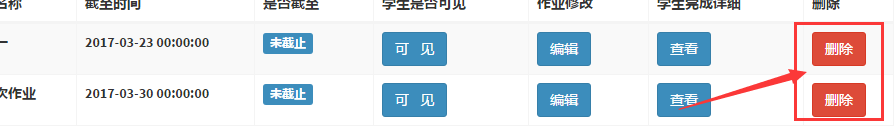 名称 截至时间 是否截至 学生是否可见 作业修改 学生完成详细 删除
一 2017-03-23 00:00:00 未截止 可 见 编辑 查看 删除
次作业 2017-03-30 00:00:00 未截止 可 见 编辑 查看 删除